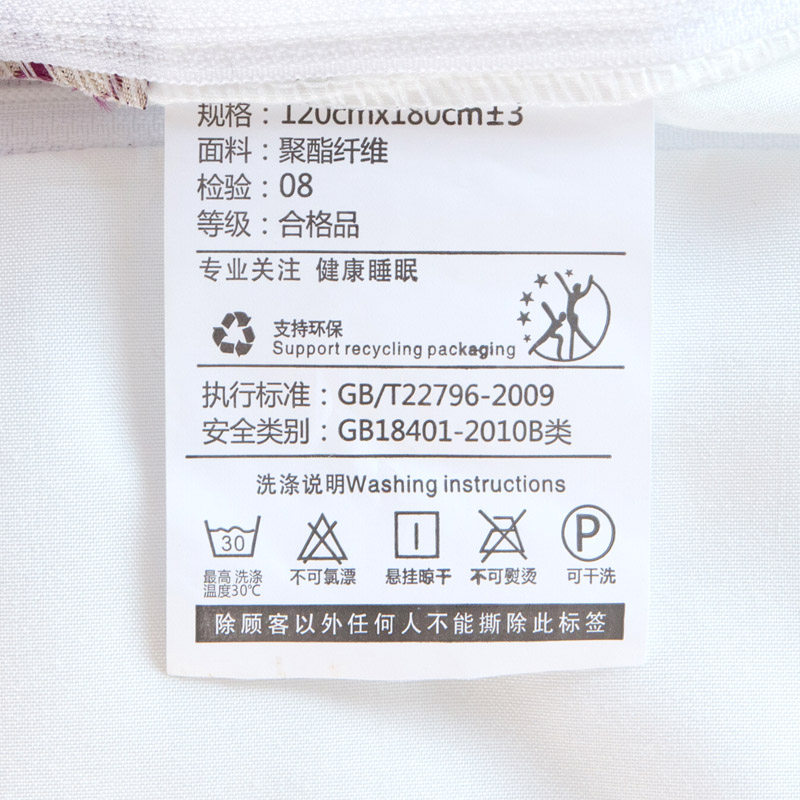 规格：120cmx180cm±3
面料：聚酯纤维
检验：08
等级：合格品
专业关注 健康睡眠
支持环保
Support recycling packaging
执行标准：GB/T22796-2009
安全类别：GB18401-2010B类
洗涤说明Washing instructions
30
P
最高 洗涤
温度30℃
不可氯漂
悬挂晾干
不可熨烫
可干洗
除顾客以外任何人不能撕除此标签